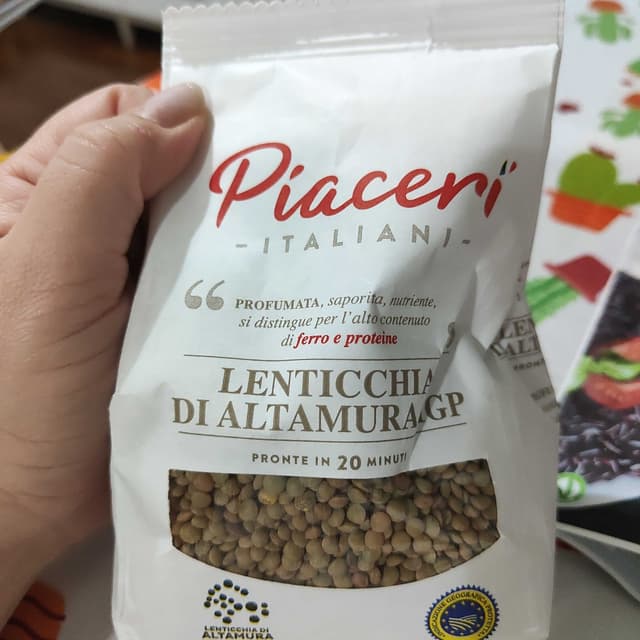 Piaceri
- ITALIANI -
“ PROFUMATA, saporita, nutriente,
si distingue per l'alto contenuto
di ferro e proteine
LENTICCHIA
DI ALTAMURA IGP
PRONTE IN 20 MINUTI
LENTICCHIA DI
ALTAMURA